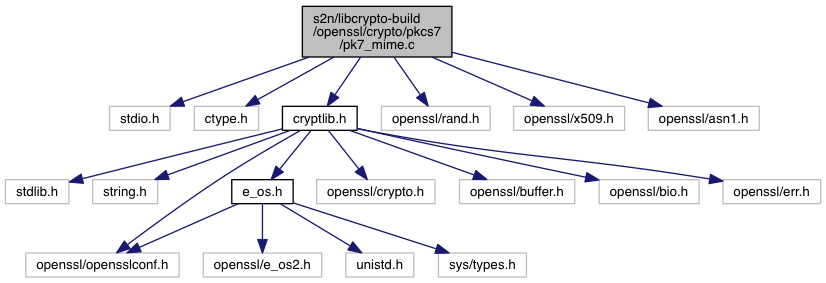 s2n/libcrypto-build
/openssl/crypto/pkcs7
/pk7_mime.c
stdio.h
ctype.h
cryptlib.h
openssl/rand.h
openssl/x509.h
openssl/asn1.h
stdlib.h
string.h
e_os.h
openssl/crypto.h
openssl/buffer.h
openssl/bio.h
openssl/err.h
openssl/opensslconf.h
openssl/e_os2.h
unistd.h
sys/types.h